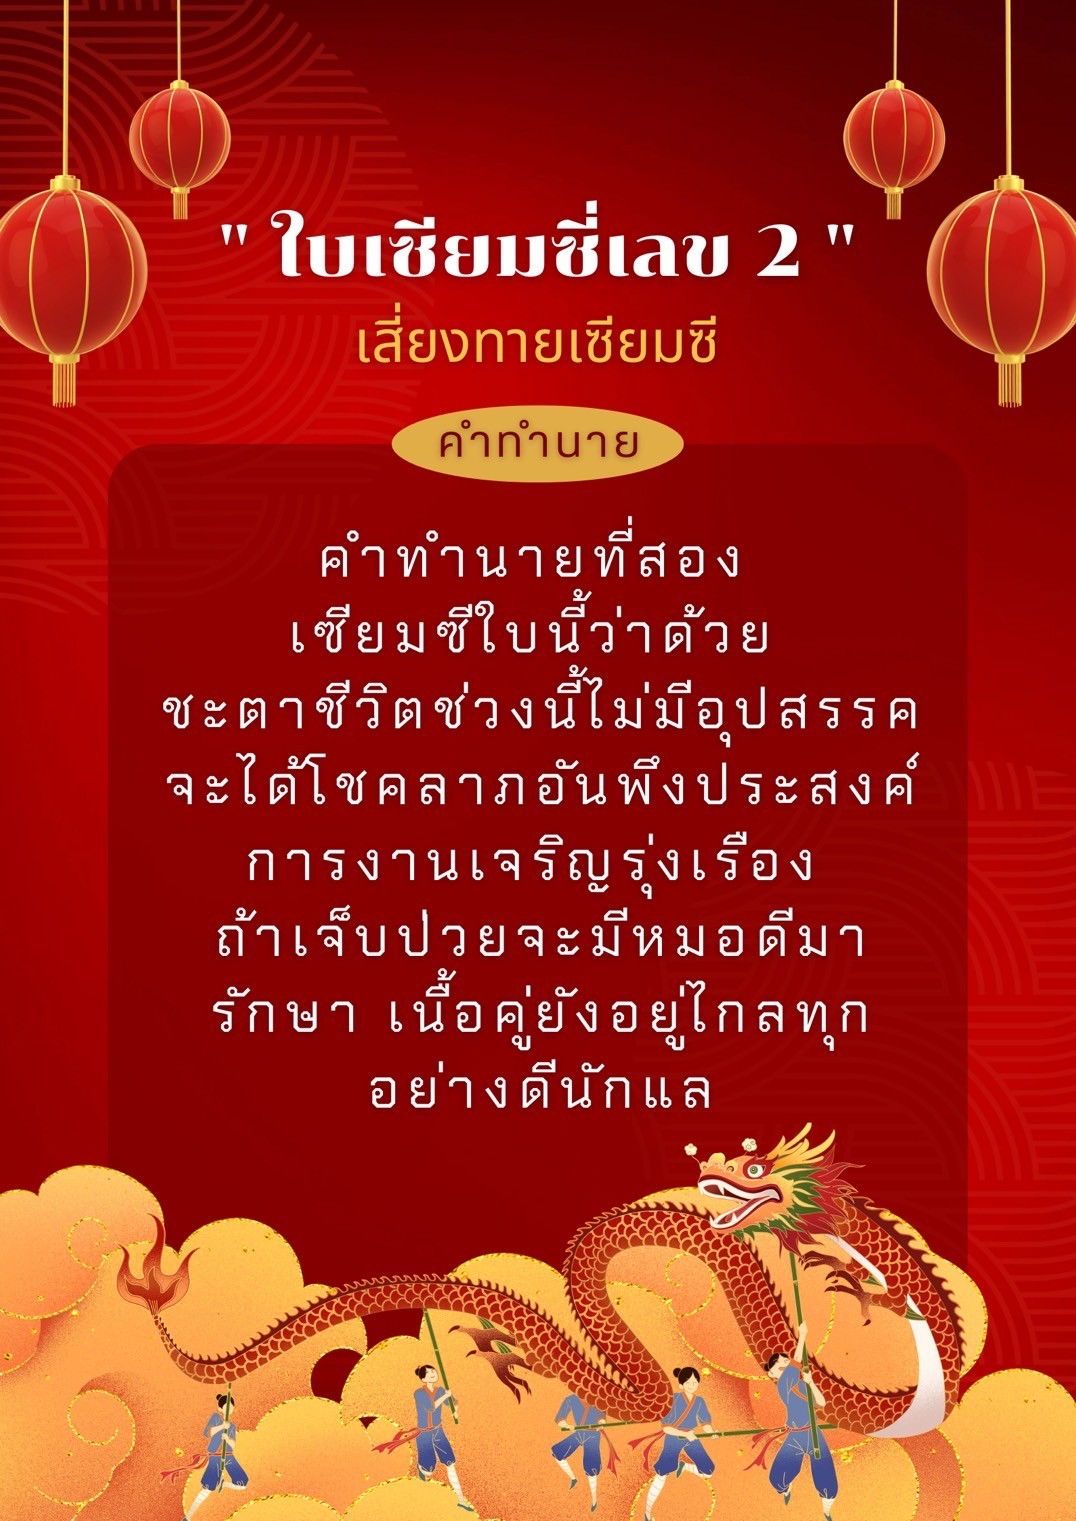 " ใบเซียมซี่เลข 2 "
เสี่ยงทายเซียมซี
คำทำนาย
คำทำนายที่สอง
เซียมซีใบนี้ว่าด้วย
ชะตาชีวิตช่วงนี้ไม่มีอุปสรรค
จะได้โชคลาภอันพึงประสงค์
การงานเจริญรุ่งเรือง
ถ้าเจ็บป่วยจะมีหมอดีมา
รักษา เนื้อคู่ยังอยู่ไกลทุก
อย่างดีนักแล